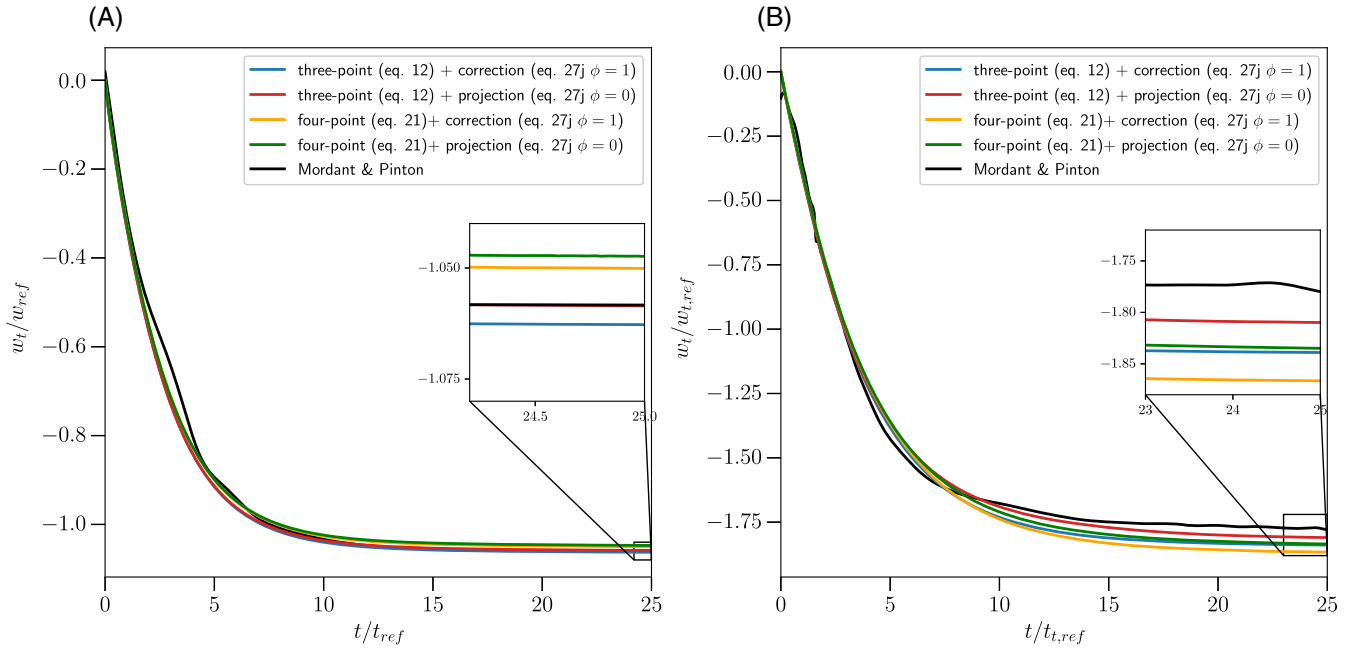 (A)
three-point (eq. 12) + correction (eq. 27j ϕ = 1)
three-point (eq. 12) + projection (eq. 27j ϕ = 0)
four-point (eq. 21)+ correction (eq. 27j ϕ = 1)
four-point (eq. 21)+ projection (eq. 27j ϕ = 0)
Mordant & Pinton
0.0
−0.2
−0.4
−0.6
−0.8
−1.0
w_t/w_{ref}
−1.050
−1.075
24.5
25.0
0 5 10 15 20 25
t/t_{ref}
(B)
three-point (eq. 12) + correction (eq. 27j ϕ = 1)
three-point (eq. 12) + projection (eq. 27j ϕ = 0)
four-point (eq. 21)+ correction (eq. 27j ϕ = 1)
four-point (eq. 21)+ projection (eq. 27j ϕ = 0)
Mordant & Pinton
0.00
−0.25
−0.50
−0.75
−1.00
−1.25
−1.50
−1.75
w_t/w_{t,ref}
−1.75
−1.80
−1.85
23 24 25
0 5 10 15 20 25
t/t_{t,ref}